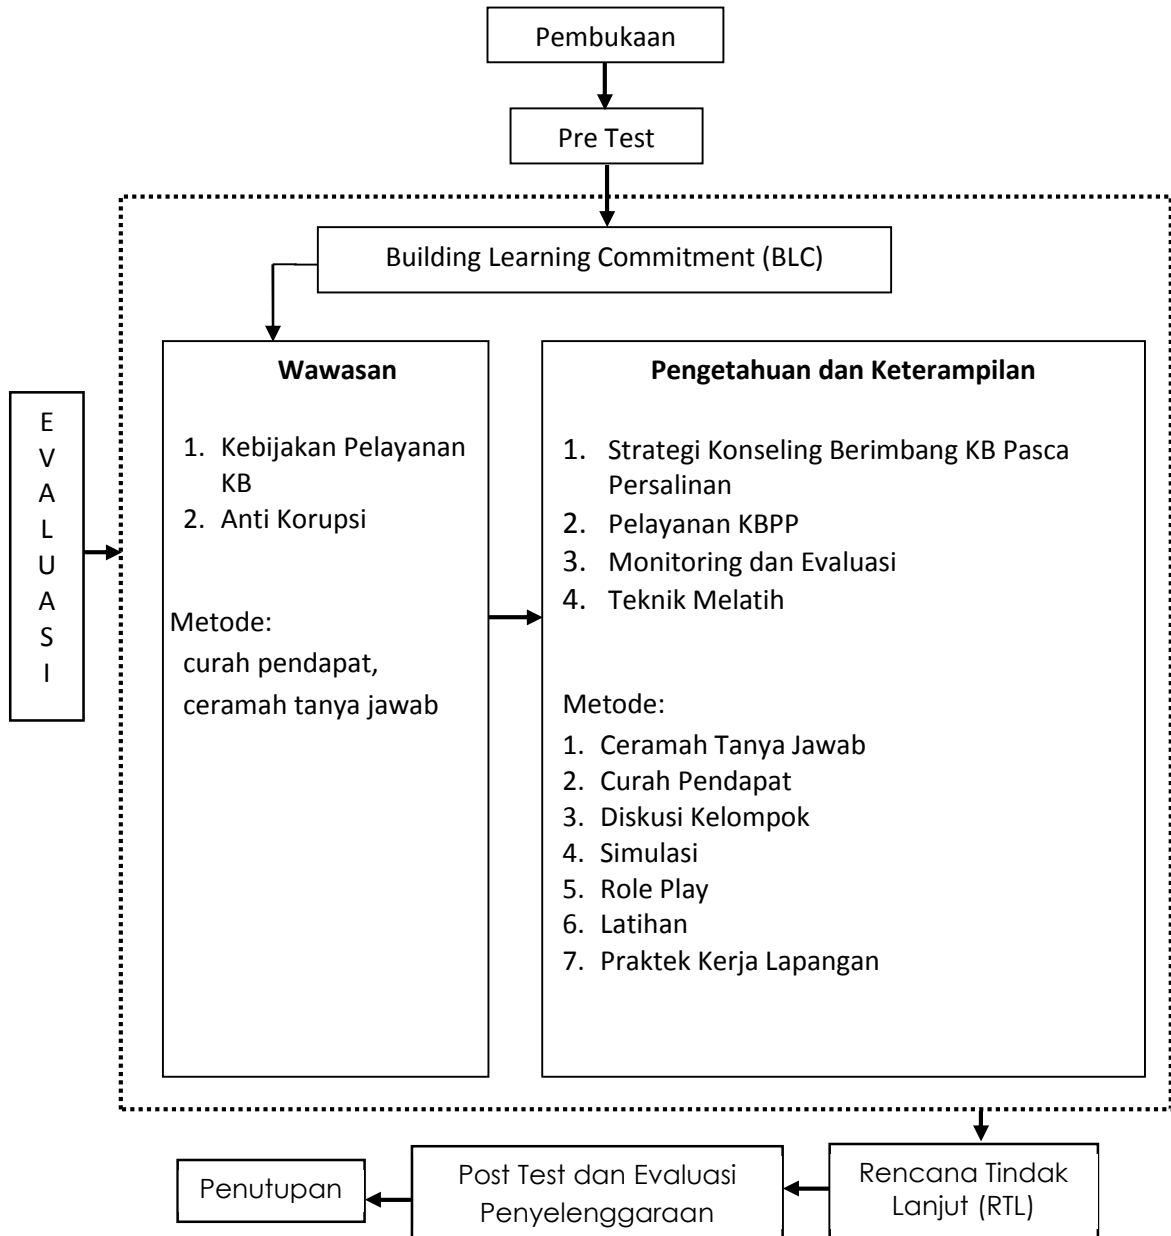 Pembukaan
Pre Test
Building Learning Commitment (BLC)
E
V
A
L
U
A
S
I
Wawasan
1. Kebijakan Pelayanan
KB
2. Anti Korupsi
Metode:
curah pendapat,
ceramah tanya jawab
Pengetahuan dan Keterampilan
1. Strategi Konseling Berimbang KB Pasca
Persalinan
2. Pelayanan KBPP
3. Monitoring dan Evaluasi
4. Teknik Melatih
Metode:
1. Ceramah Tanya Jawab
2. Curah Pendapat
3. Diskusi Kelompok
4. Simulasi
5. Role Play
6. Latihan
7. Praktek Kerja Lapangan
Rencana Tindak
Lanjut (RTL)
Post Test dan Evaluasi
Penyelenggaraan
Penutupan